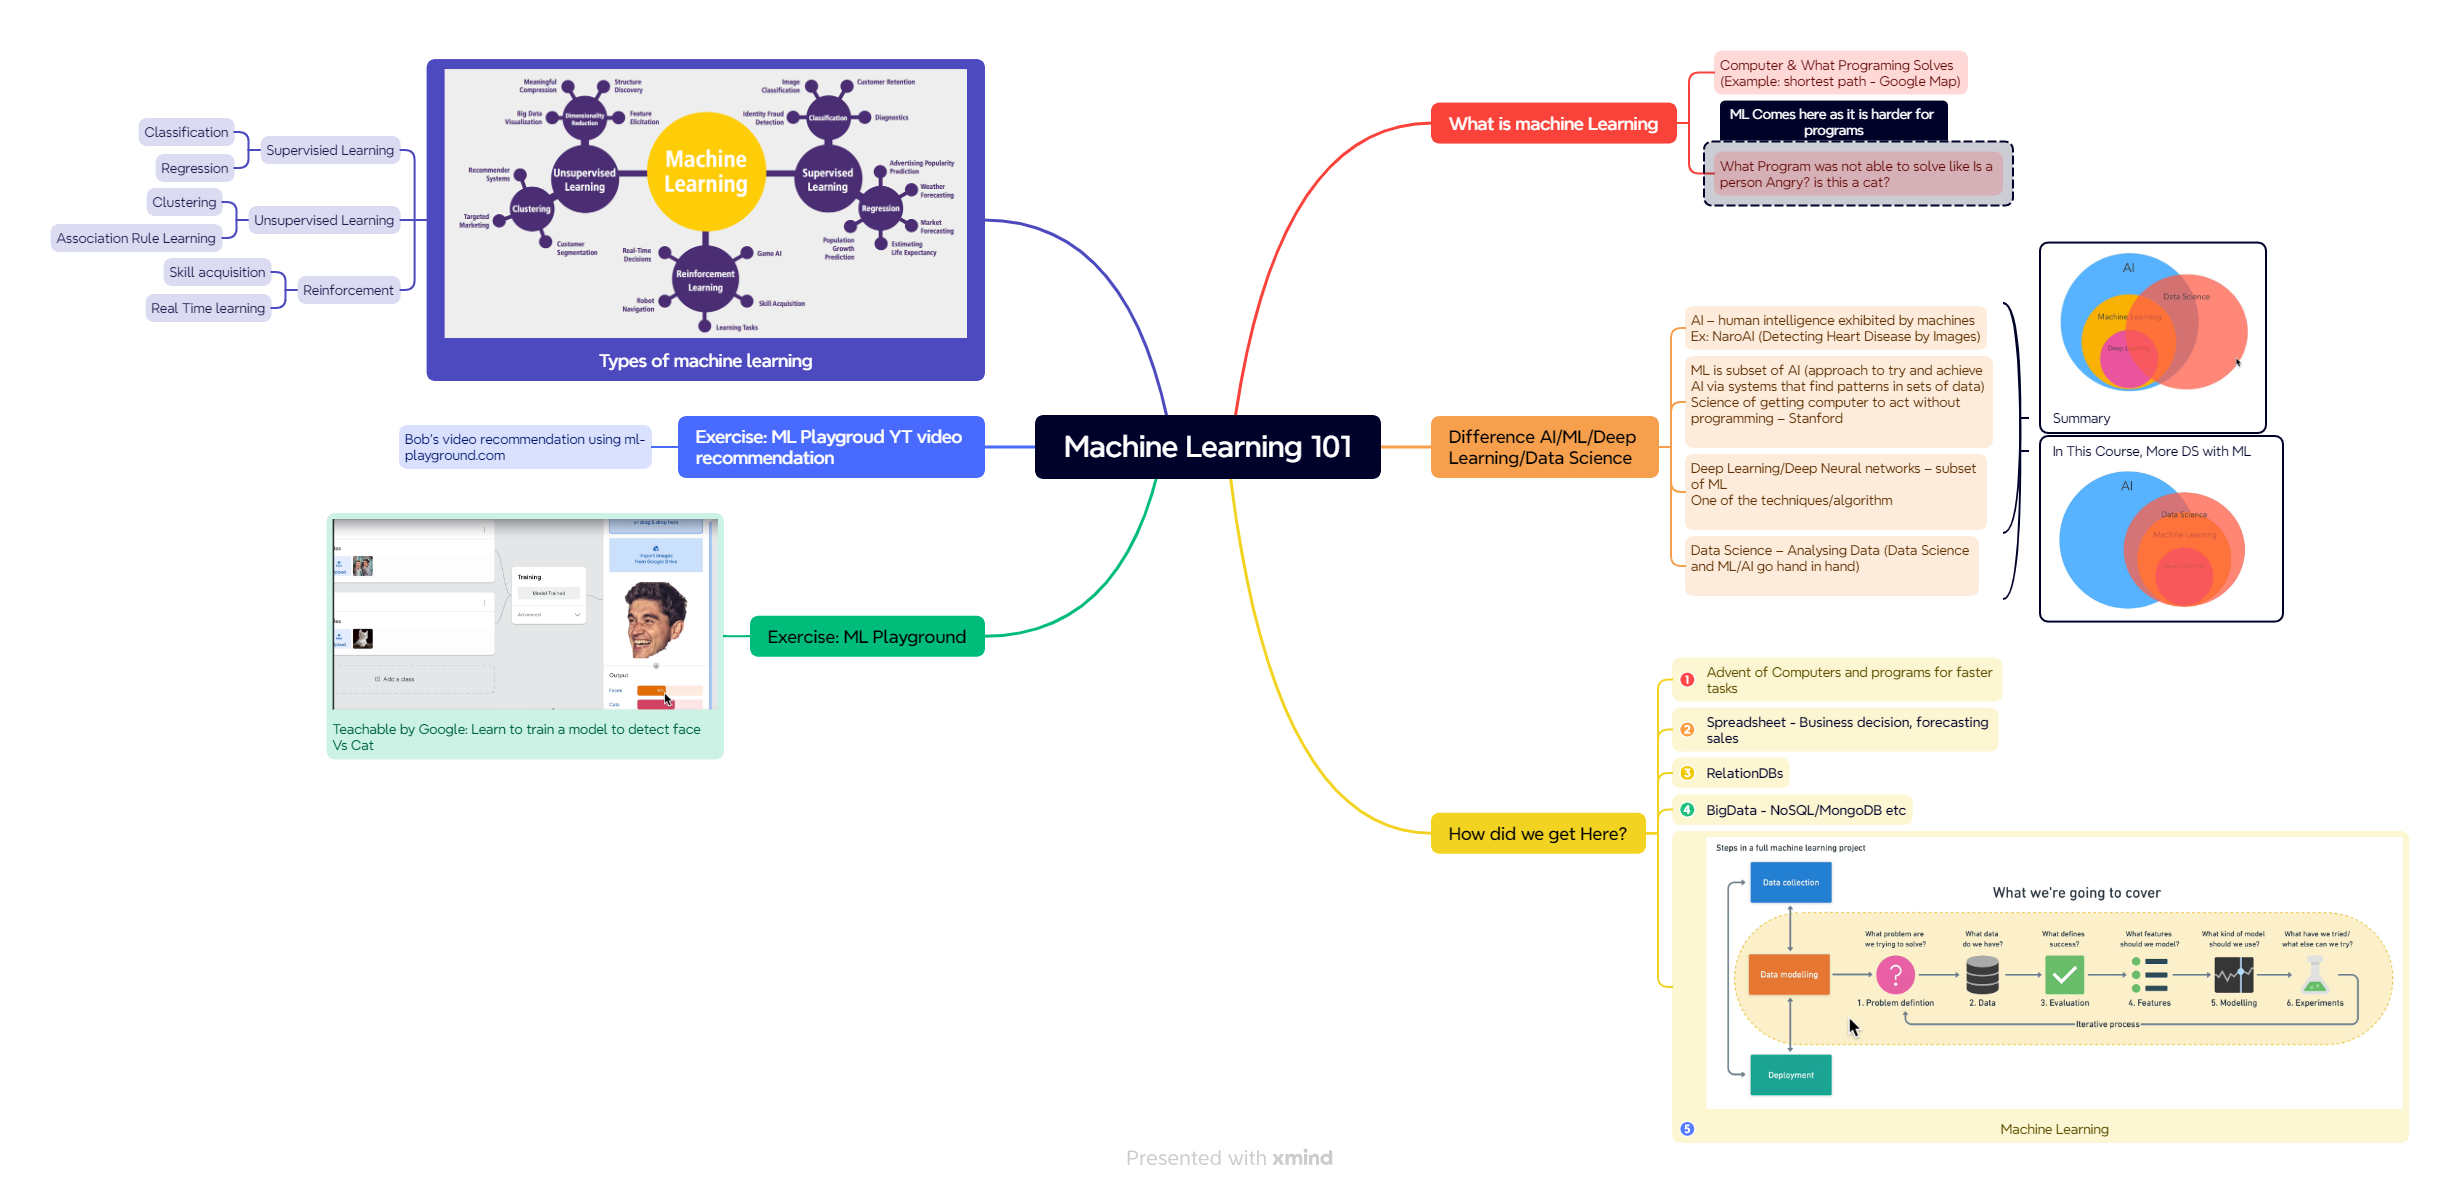 Machine Learning 101
What is machine Learning
Computer & What Programing Solves
(Example: shortest path - Google Map)
ML Comes here as it is harder for
programs
What Program was not able to solve like Is a
person Angry? is this a cat?
Difference AI/ML/Deep
Learning/Data Science
AI – human intelligence exhibited by machines
Ex: NaroAI (Detecting Heart Disease by Images)
ML is subset of AI (approach to try and achieve
AI via systems that find patterns in sets of data)
Science of getting computer to act without
programming – Stanford
Deep Learning/Deep Neural networks – subset
of ML
One of the techniques/algorithm
Data Science – Analysing Data (Data Science
and ML/AI go hand in hand)
AI
Data Science
Machine Learning
Deep Learning
Summary
In This Course, More DS with ML
AI
Data Science
Machine Learning
Deep Learning
How did we get Here?
1 Advent of Computers and programs for faster
tasks
2 Spreadsheet - Business decision, forecasting
sales
3 RelationDBs
4 BigData - NoSQL/MongoDB etc
Steps in a full machine learning project
Data collection
Data modelling
Deployment
What we're going to cover
What problem are
we trying to solve?
What data
do we have?
What defines
success?
What features
should we model?
What kind of model
should we use?
What have we tried/
what else can we try?
?
1. Problem defintion
2. Data
3. Evaluation
4. Features
5. Modelling
6. Experiments
Iterative process
5 Machine Learning
Types of machine learning
Machine
Learning
Unsupervised
Learning
Dimensionality
Reduction
Meaningful
Compression
Structure
Discovery
Big Data
Visualization
Feature
Elicitation
Clustering
Recommender
Systems
Targeted
Marketing
Customer
Segmentation
Supervised
Learning
Classification
Image
Classification
Customer Retention
Identity Fraud
Detection
Diagnostics
Regression
Advertising Popularity
Prediction
Weather
Forecasting
Market
Forecasting
Population
Growth
Prediction
Estimating
Life Expectancy
Reinforcement
Learning
Real-Time
Decisions
Game AI
Robot
Navigation
Skill Acquisition
Learning Tasks
Supervisied Learning
Classification
Regression
Unsupervised Learning
Clustering
Association Rule Learning
Reinforcement
Skill acquisition
Real Time learning
Exercise: ML Playgroud YT video
recommendation
Bob's video recommendation using ml-
playground.com
Exercise: ML Playground
or drag & drop here
Import images
from Google Drive
Training
Model Trained
Advanced
Add a class
Output
Faces
Cats
Teachable by Google: Learn to train a model to detect face
Vs Cat
Presented with xmind